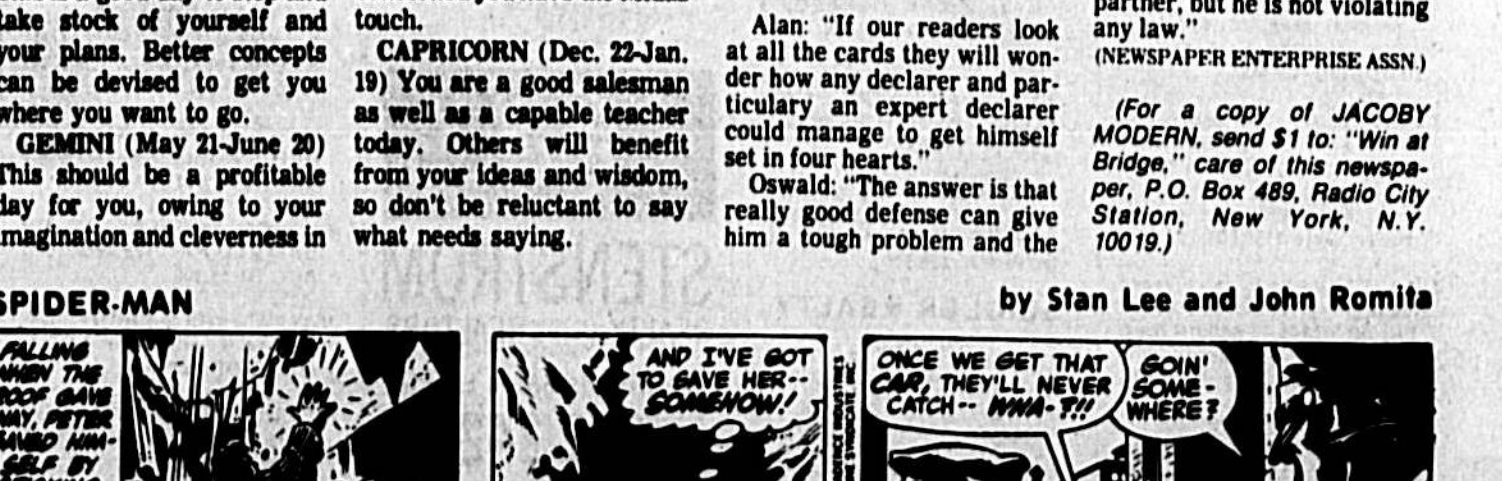 take stock of yourself and
your plans. Better concepts
can be devised to get you
where you want to go.
GEMINI (May 21-June 20)
This should be a profitable
day for you, owing to your
imagination and cleverness in
touch.
CAPRICORN (Dec. 22-Jan.
19) You are a good salesman
as well as a capable teacher
today. Others will benefit
from your ideas and wisdom,
so don't be reluctant to say
what needs saying.
Alan: "If our readers look
at all the cards they will won-
der how any declarer and par-
ticulary an expert declarer
could manage to get himself
set in four hearts."
Oswald: "The answer is that
really good defense can give
him a tough problem and the
partner, but he is not violating
any law."
(NEWSPAPER ENTERPRISE ASSN.)
(For a copy of JACOBY
MODERN, send $1 to: "Win at
Bridge," care of this newspa-
per, P.O. Box 489, Radio City
Station, New York, N.Y.
10019.)
SPIDER-MAN
by Stan Lee and John Romita
FALLING
WHEN THE
ROOF GAVE
WAY, PETER
SAVED HIM-
SELF BY
AND I'VE GOT
TO SAVE HER--
SOMEHOW!
ONCE WE GET THAT
CAR, THEY'LL NEVER
CATCH-- WHA-?!!
GOIN'
SOME-
WHERE?